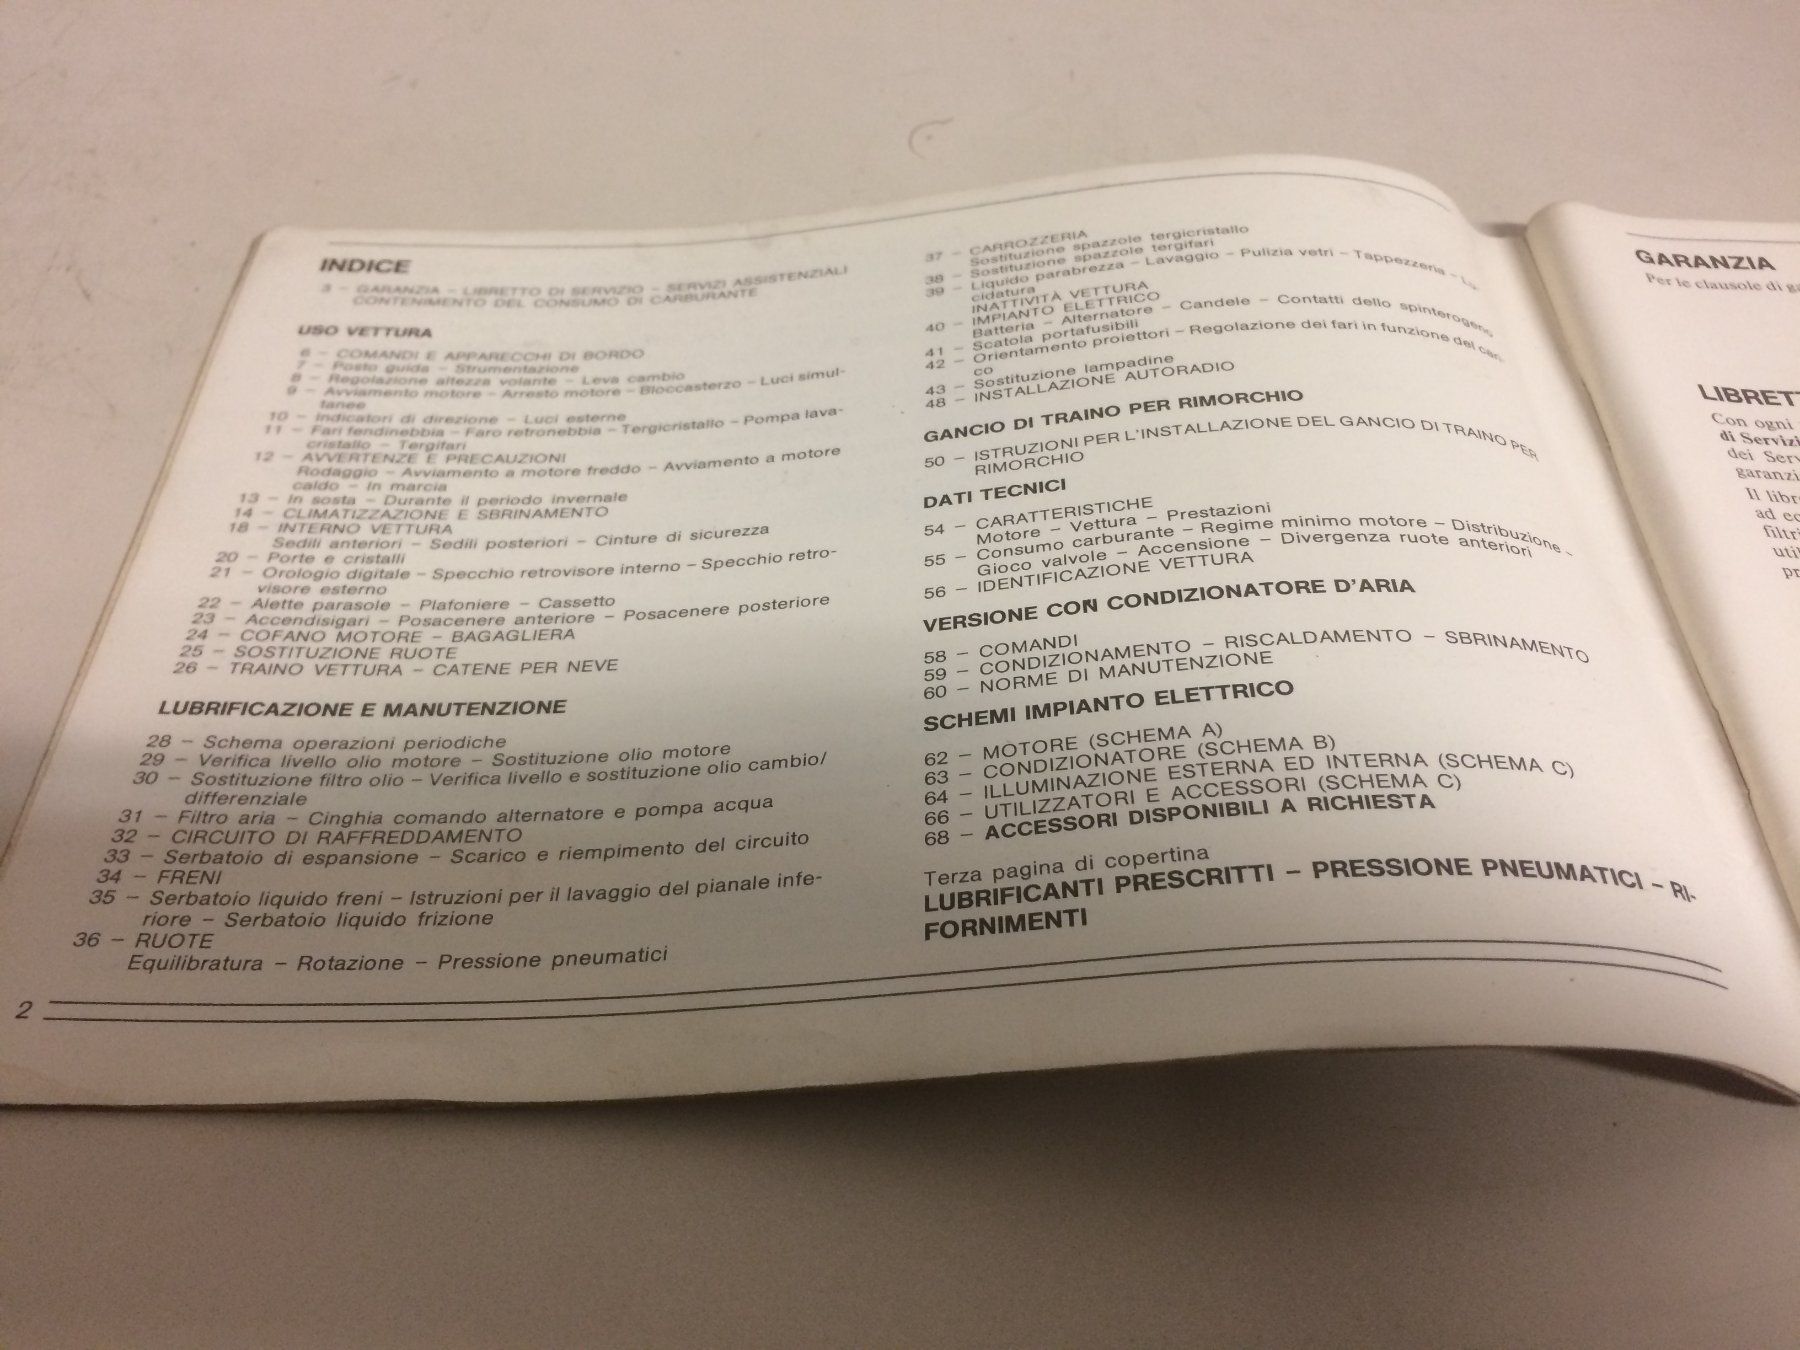 INDICE
3 – GARANZIA – LIBRETTO DI SERVIZIO – SERVIZI ASSISTENZIALI
CONTENIMENTO DEL CONSUMO DI CARBURANTE
USO VETTURA
6 – COMANDI E APPARECCHI DI BORDO
7 – Posto guida – Strumentazione
8 – Regolazione altezza volante – Leva cambio
9 – Avviamento motore – Arresto motore – Bloccasterzo – Luci simul-
tanee
10 – Indicatori di direzione – Luci esterne
11 – Fari fendinebbia – Faro retronebbia – Tergicristallo – Pompa lava-
cristallo – Tergifari
12 – AVVERTENZE E PRECAUZIONI
Rodaggio – Avviamento a motore freddo – Avviamento a motore
caldo – In marcia
13 – In sosta – Durante il periodo invernale
14 – CLIMATIZZAZIONE E SBRINAMENTO
18 – INTERNO VETTURA
Sedili anteriori – Sedili posteriori – Cinture di sicurezza
20 – Porte e cristalli
21 – Orologio digitale – Specchio retrovisore interno – Specchio retro-
visore esterno
22 – Alette parasole – Plafoniere – Cassetto
23 – Accendisigari – Posacenere anteriore – Posacenere posteriore
24 – COFANO MOTORE – BAGAGLIERA
25 – SOSTITUZIONE RUOTE
26 – TRAINO VETTURA – CATENE PER NEVE
LUBRIFICAZIONE E MANUTENZIONE
28 – Schema operazioni periodiche
29 – Verifica livello olio motore – Sostituzione olio motore
30 – Sostituzione filtro olio – Verifica livello e sostituzione olio cambio/
differenziale
31 – Filtro aria – Cinghia comando alternatore e pompa acqua
32 – CIRCUITO DI RAFFREDDAMENTO
33 – Serbatoio di espansione – Scarico e riempimento del circuito
34 – FRENI
35 – Serbatoio liquido freni – Istruzioni per il lavaggio del pianale infe-
riore – Serbatoio liquido frizione
36 – RUOTE
Equilibratura – Rotazione – Pressione pneumatici
2
37 – CARROZZERIA
Sostituzione spazzole tergicristallo
38 – Sostituzione spazzole tergifari
39 – Liquido parabrezza – Lavaggio – Pulizia vetri – Tappezzeria – Lu-
cidatura
INATTIVITÀ VETTURA
40 – IMPIANTO ELETTRICO
Batteria – Alternatore – Candele – Contatti dello spinterogeno
41 – Scatola portafusibili
42 – Orientamento proiettori – Regolazione dei fari in funzione del cari-
co
43 – Sostituzione lampadine
48 – INSTALLAZIONE AUTORADIO
GANCIO DI TRAINO PER RIMORCHIO
50 – ISTRUZIONI PER L'INSTALLAZIONE DEL GANCIO DI TRAINO PER
RIMORCHIO
DATI TECNICI
54 – CARATTERISTICHE
Motore – Vettura – Prestazioni
55 – Consumo carburante – Regime minimo motore – Distribuzione –
Gioco valvole – Accensione – Divergenza ruote anteriori
56 – IDENTIFICAZIONE VETTURA
VERSIONE CON CONDIZIONATORE D'ARIA
58 – COMANDI
59 – CONDIZIONAMENTO – RISCALDAMENTO – SBRINAMENTO
60 – NORME DI MANUTENZIONE
SCHEMI IMPIANTO ELETTRICO
62 – MOTORE (SCHEMA A)
63 – CONDIZIONATORE (SCHEMA B)
64 – ILLUMINAZIONE ESTERNA ED INTERNA (SCHEMA C)
66 – UTILIZZATORI E ACCESSORI (SCHEMA C)
68 – ACCESSORI DISPONIBILI A RICHIESTA
Terza pagina di copertina
LUBRIFICANTI PRESCRITTI – PRESSIONE PNEUMATICI – RI-
FORNIMENTI
GARANZIA
Per le clausole di
LIBRET
Con ogni
di Servizi
dei Ser
garanzi
Il libr
ad
filtri
uti
pr